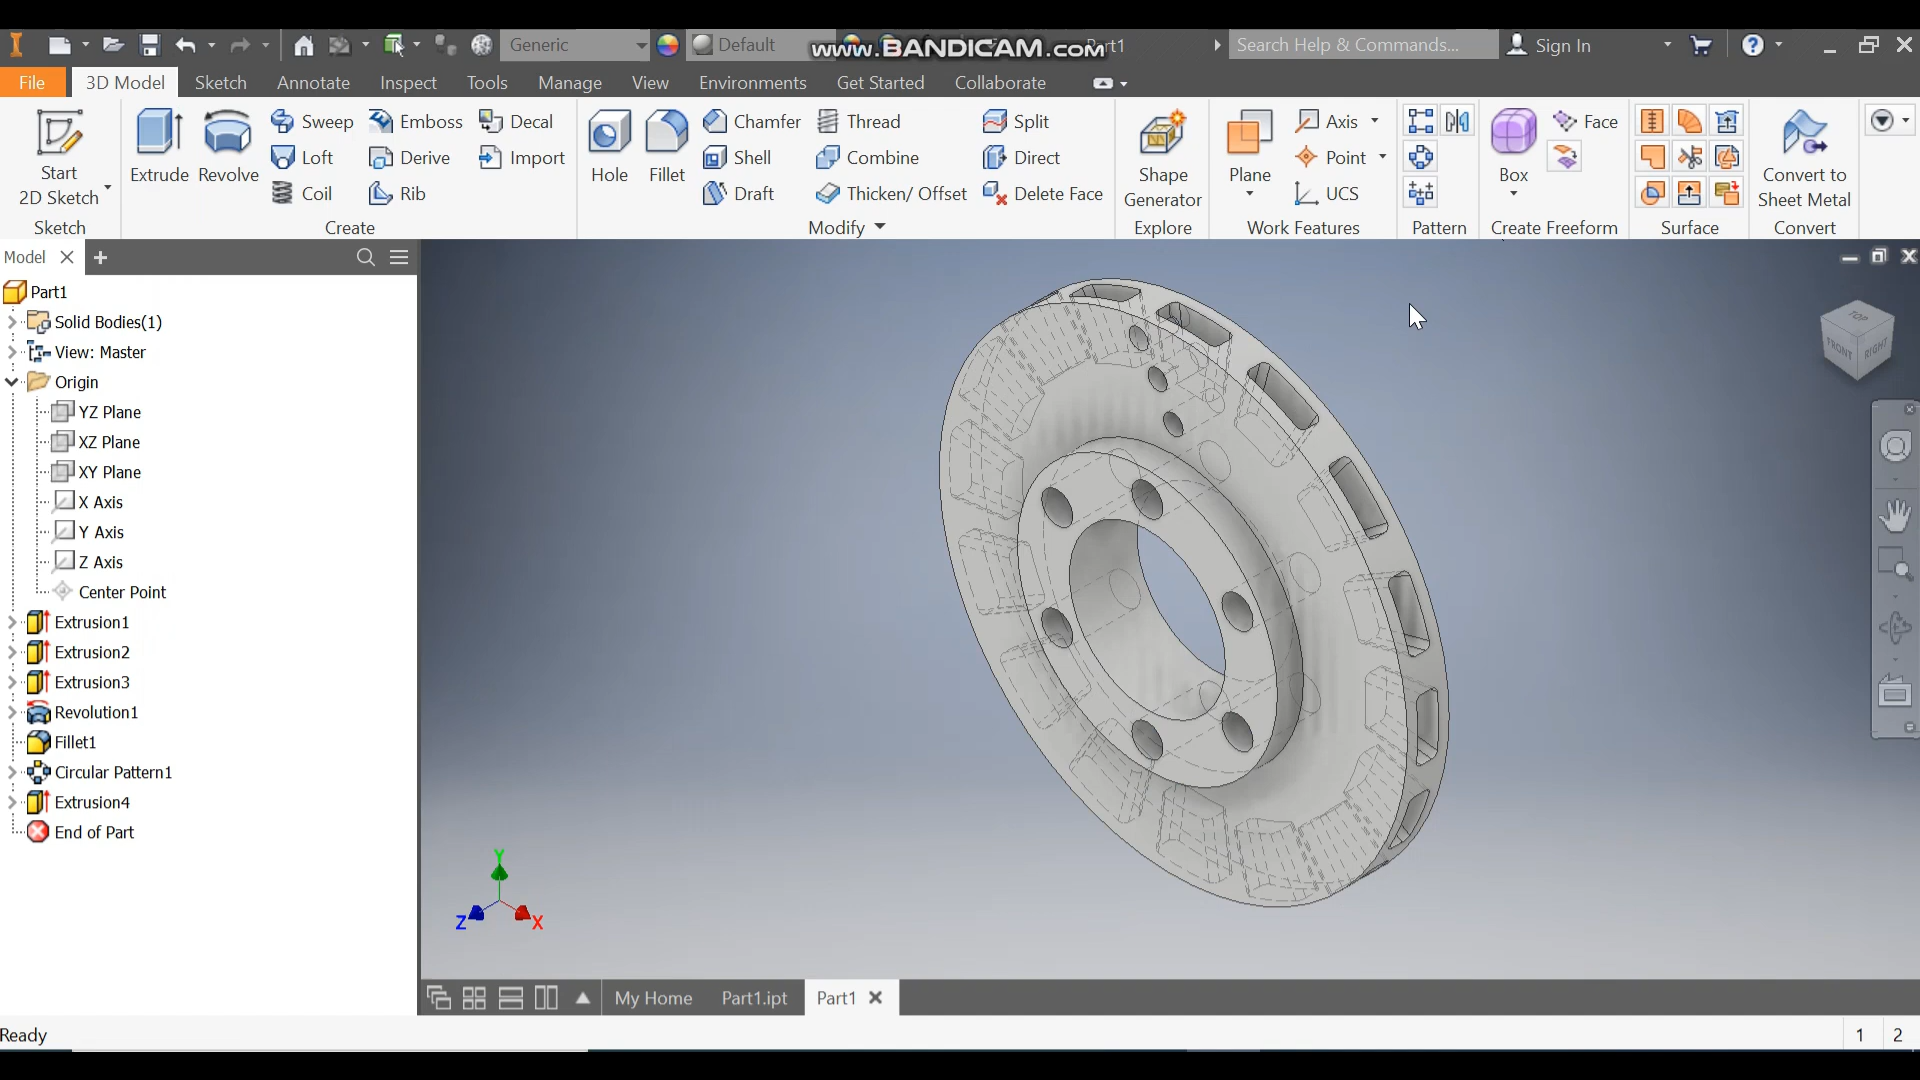 Generic
Default
www.BANDICAM.com
Part1
Search Help & Commands...
Sign In
File
3D Model
Sketch
Annotate
Inspect
Tools
Manage
View
Environments
Get Started
Collaborate
Start
2D Sketch
Extrude
Revolve
Sweep
Loft
Coil
Emboss
Derive
Rib
Decal
Import
Hole
Fillet
Chamfer
Shell
Draft
Thread
Combine
Thicken/ Offset
Split
Direct
Delete Face
Shape
Generator
Plane
Axis
Point
UCS
Box
Face
Convert to
Sheet Metal
Sketch
Create
Modify
Explore
Work Features
Pattern
Create Freeform
Surface
Convert
Model
Part1
Solid Bodies(1)
View: Master
Origin
YZ Plane
XZ Plane
XY Plane
X Axis
Y Axis
Z Axis
Center Point
Extrusion1
Extrusion2
Extrusion3
Revolution1
Fillet1
Circular Pattern1
Extrusion4
End of Part
TOP
FRONT
RIGHT
Y
Z
X
My Home
Part1.ipt
Part1
Ready
1
2